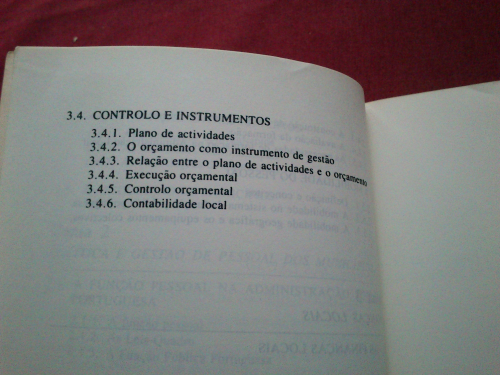 3.4. CONTROLO E INSTRUMENTOS
3.4.1. Plano de actividades
3.4.2. O orçamento como instrumento de gestão
3.4.3. Relação entre o plano de actividades e o orçamento
3.4.4. Execução orçamental
3.4.5. Controlo orçamental
3.4.6. Contabilidade local